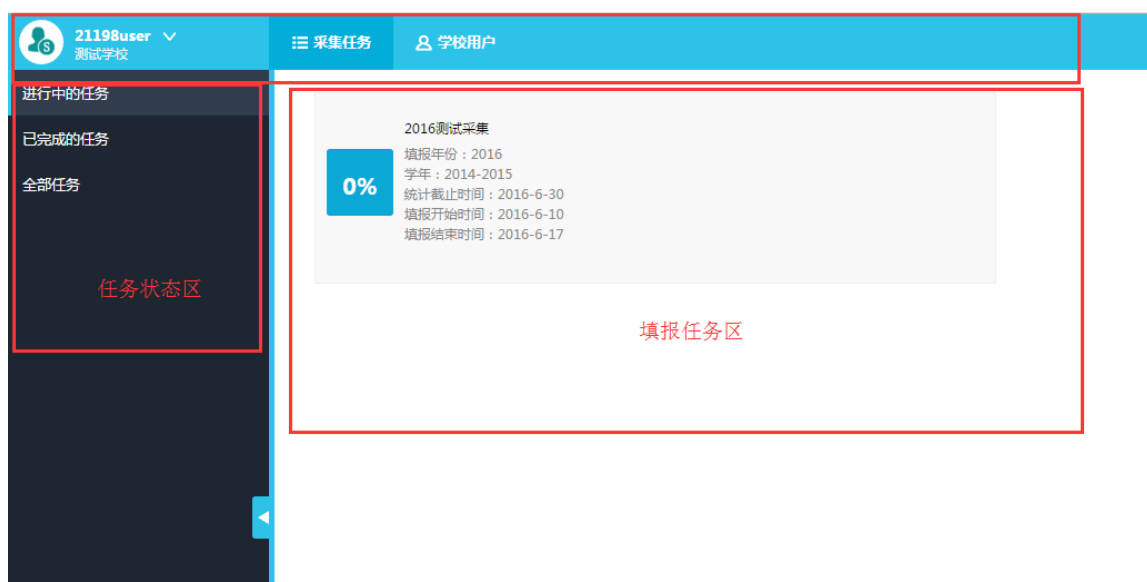 21198user
测试学校
采集任务
学校用户
进行中的任务
已完成的任务
全部任务
任务状态区
0%
2016测试采集
填报年份：2016
学年：2014-2015
统计截止时间：2016-6-30
填报开始时间：2016-6-10
填报结束时间：2016-6-17
填报任务区